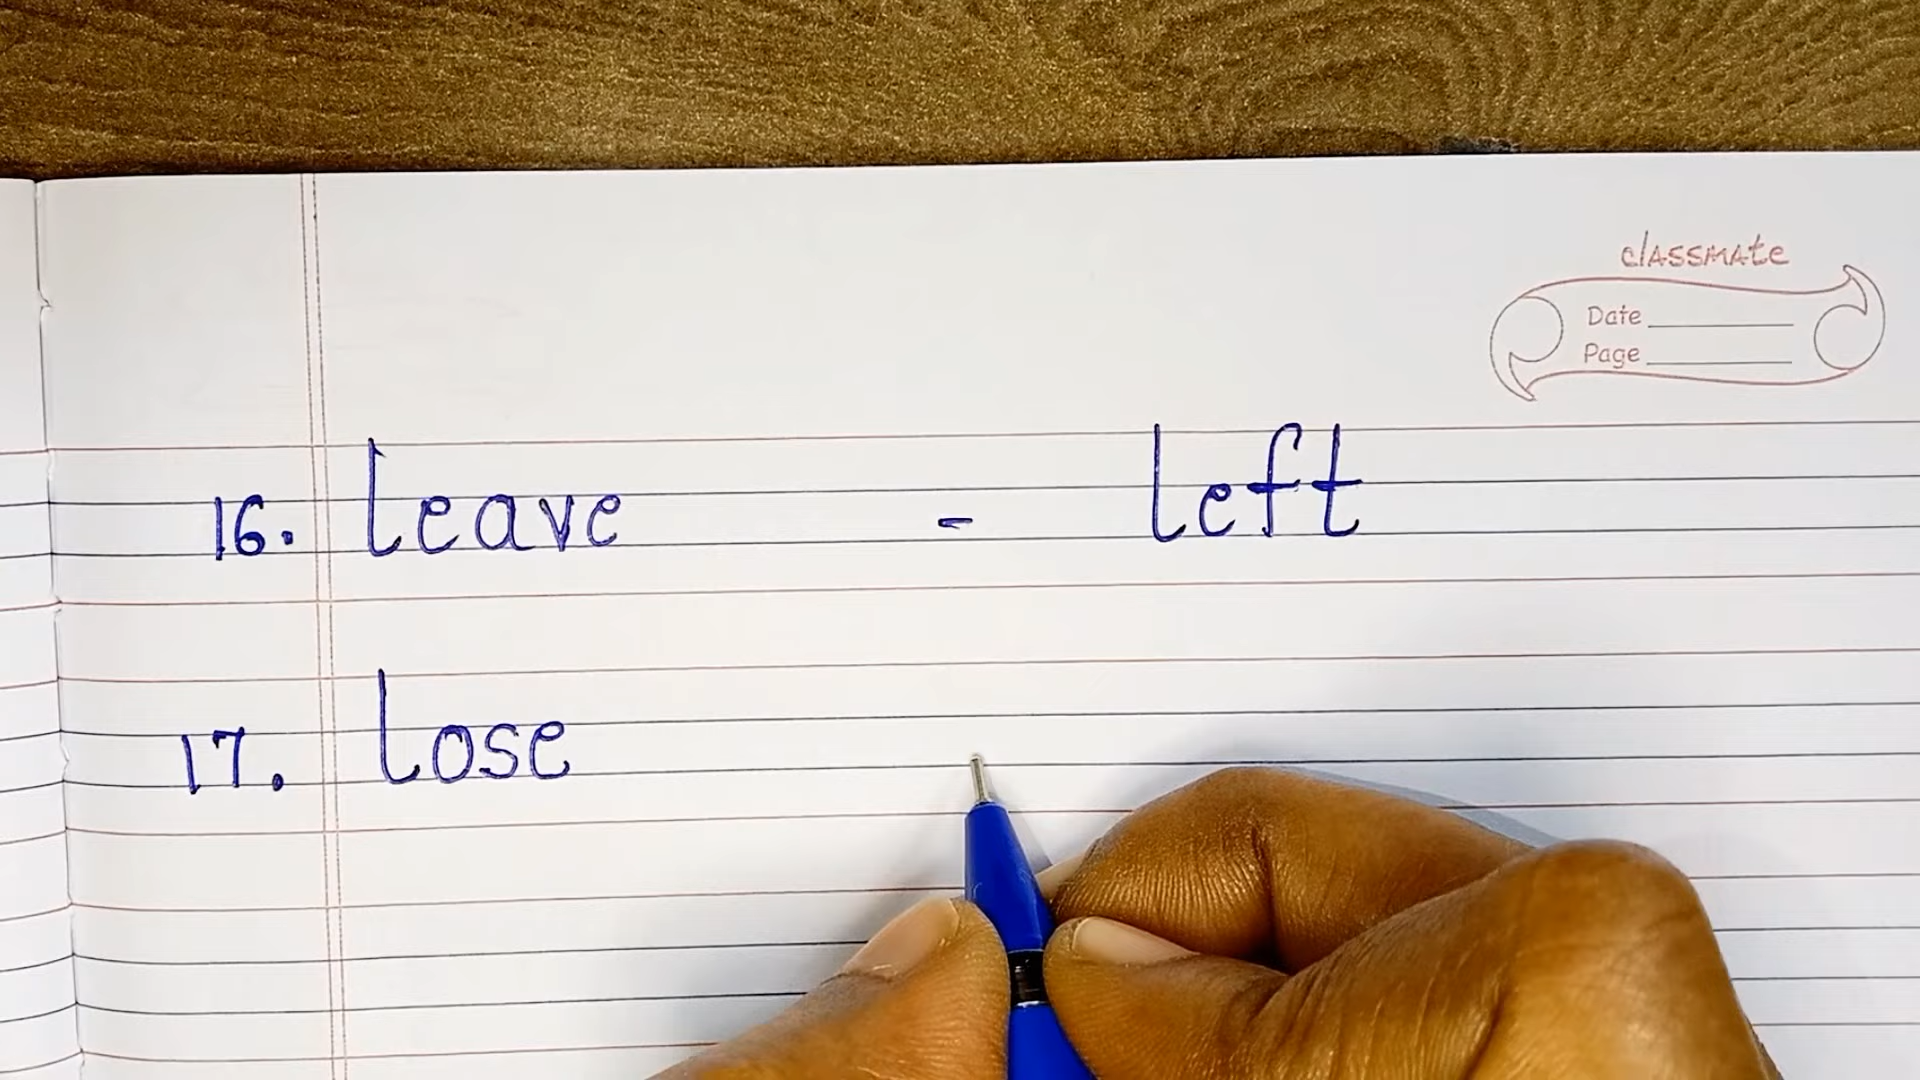 classmate
Date
Page
16. leave - left
17. lose